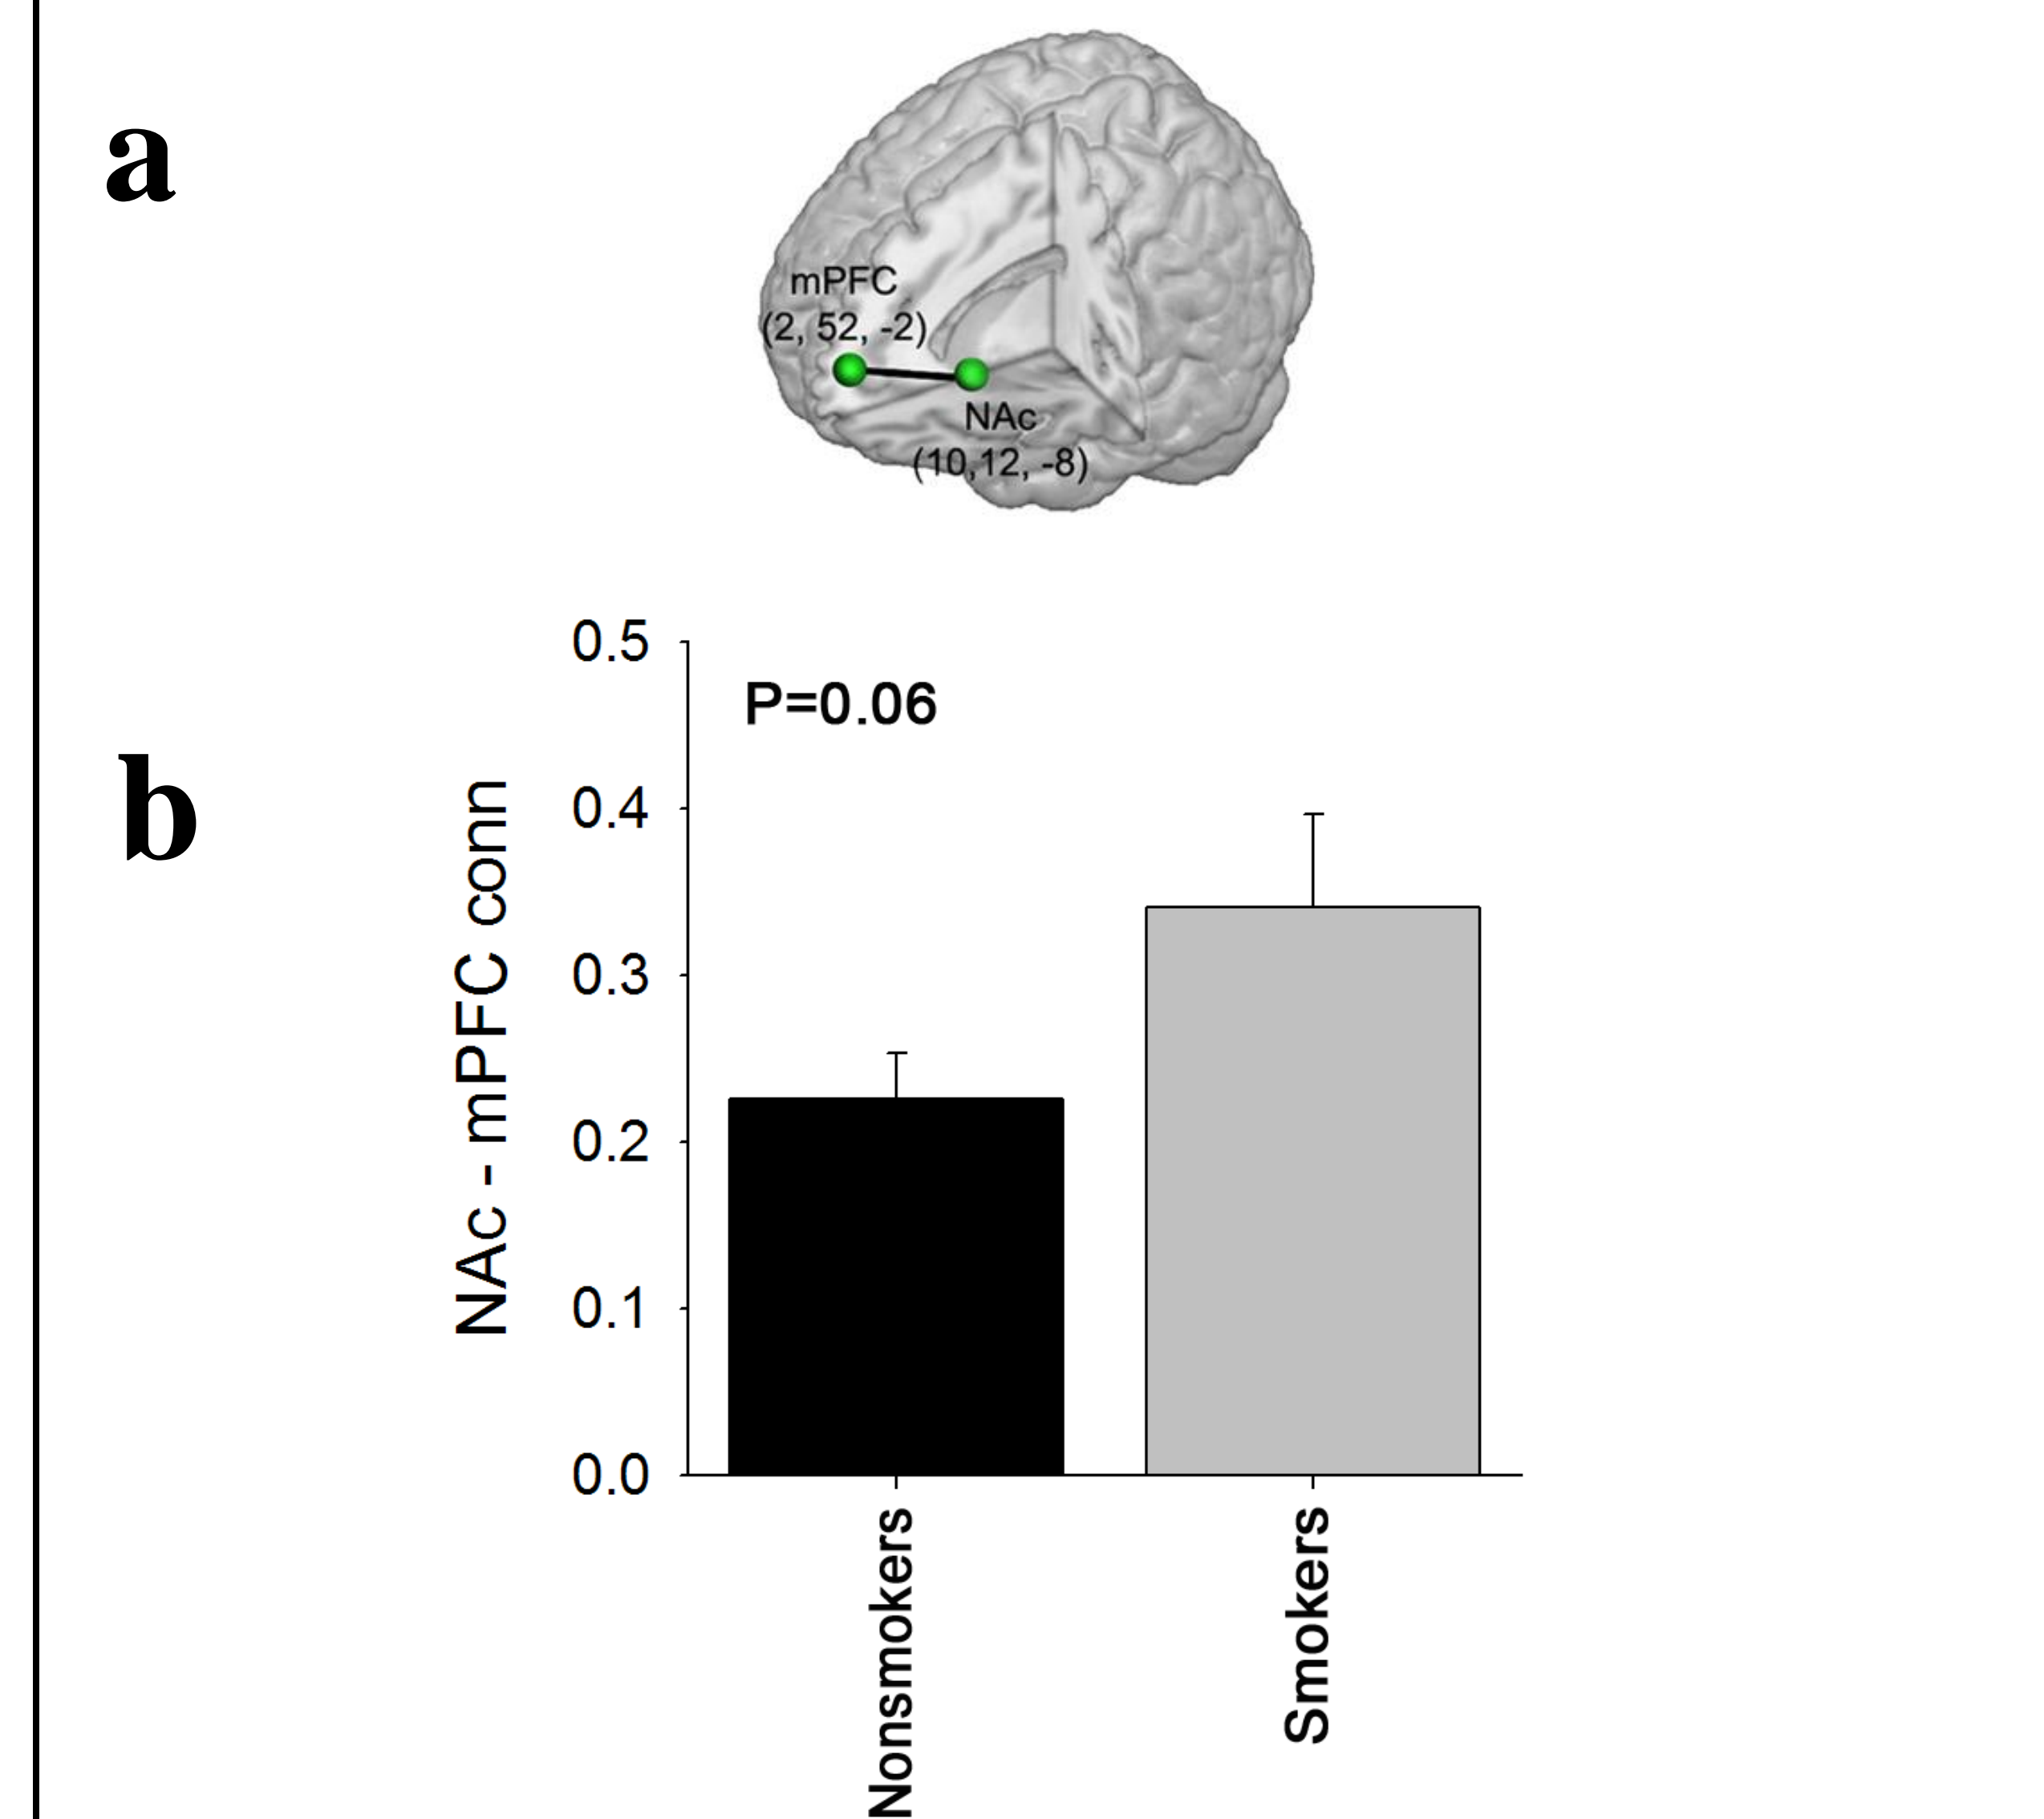 a
mPFC
(2, 52, -2)
NAc
(10,12, -8)
b
0.5
P=0.06
0.4
0.3
0.2
0.1
0.0
NAc - mPFC conn
Nonsmokers
Smokers